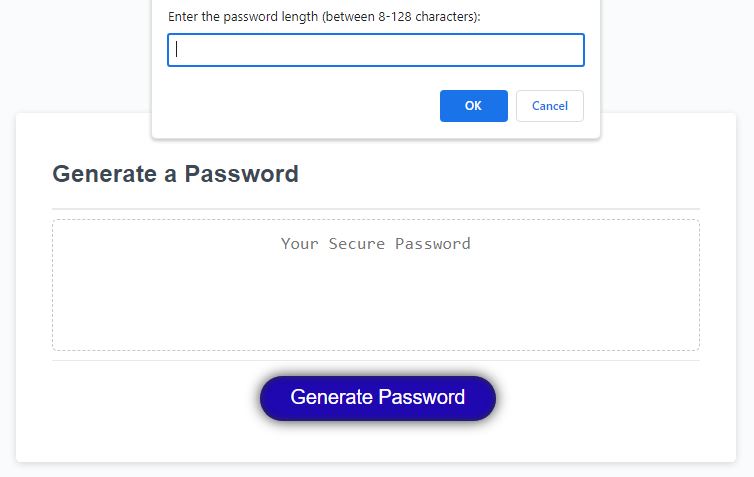 Enter the password length (between 8-128 characters):
OK
Cancel
Generate a Password
Your Secure Password
Generate Password